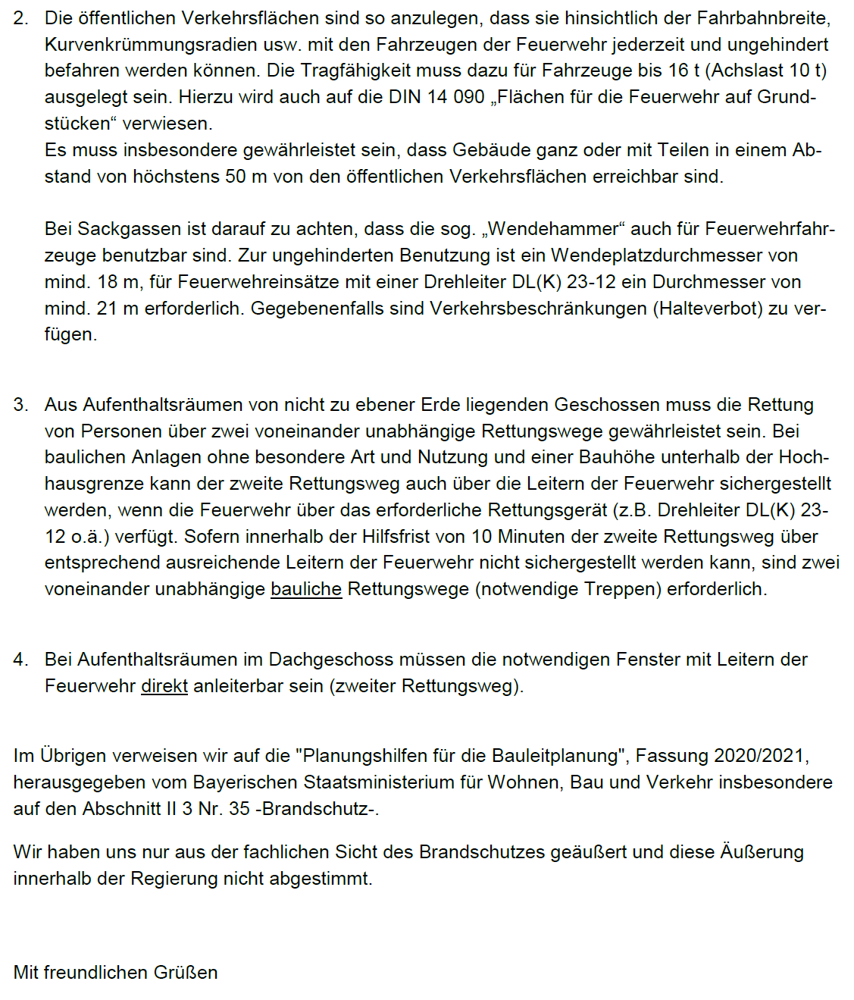 2. Die öffentlichen Verkehrsflächen sind so anzulegen, dass sie hinsichtlich der Fahrbahnbreite,
Kurvenkrümmungsradien usw. mit den Fahrzeugen der Feuerwehr jederzeit und ungehindert
befahren werden können. Die Tragfähigkeit muss dazu für Fahrzeuge bis 16 t (Achslast 10 t)
ausgelegt sein. Hierzu wird auch auf die DIN 14 090 „Flächen für die Feuerwehr auf Grund-
stücken“ verwiesen.
Es muss insbesondere gewährleistet sein, dass Gebäude ganz oder mit Teilen in einem Ab-
stand von höchstens 50 m von den öffentlichen Verkehrsflächen erreichbar sind.
Bei Sackgassen ist darauf zu achten, dass die sog. „Wendehammer“ auch für Feuerwehrfahr-
zeuge benutzbar sind. Zur ungehinderten Benutzung ist ein Wendeplatzdurchmesser von
mind. 18 m, für Feuerwehreinsätze mit einer Drehleiter DL(K) 23-12 ein Durchmesser von
mind. 21 m erforderlich. Gegebenenfalls sind Verkehrsbeschränkungen (Halteverbot) zu ver-
fügen.
3. Aus Aufenthaltsräumen von nicht zu ebener Erde liegenden Geschossen muss die Rettung
von Personen über zwei voneinander unabhängige Rettungswege gewährleistet sein. Bei
baulichen Anlagen ohne besondere Art und Nutzung und einer Bauhöhe unterhalb der Hoch-
hausgrenze kann der zweite Rettungsweg auch über die Leitern der Feuerwehr sichergestellt
werden, wenn die Feuerwehr über das erforderliche Rettungsgerät (z.B. Drehleiter DL(K) 23-
12 o.ä.) verfügt. Sofern innerhalb der Hilfsfrist von 10 Minuten der zweite Rettungsweg über
entsprechend ausreichende Leitern der Feuerwehr nicht sichergestellt werden kann, sind zwei
voneinander unabhängige bauliche Rettungswege (notwendige Treppen) erforderlich.
4. Bei Aufenthaltsräumen im Dachgeschoss müssen die notwendigen Fenster mit Leitern der
Feuerwehr direkt anleiterbar sein (zweiter Rettungsweg).
Im Übrigen verweisen wir auf die "Planungshilfen für die Bauleitplanung", Fassung 2020/2021,
herausgegeben vom Bayerischen Staatsministerium für Wohnen, Bau und Verkehr insbesondere
auf den Abschnitt II 3 Nr. 35 -Brandschutz-.
Wir haben uns nur aus der fachlichen Sicht des Brandschutzes geäußert und diese Äußerung
innerhalb der Regierung nicht abgestimmt.
Mit freundlichen Grüßen